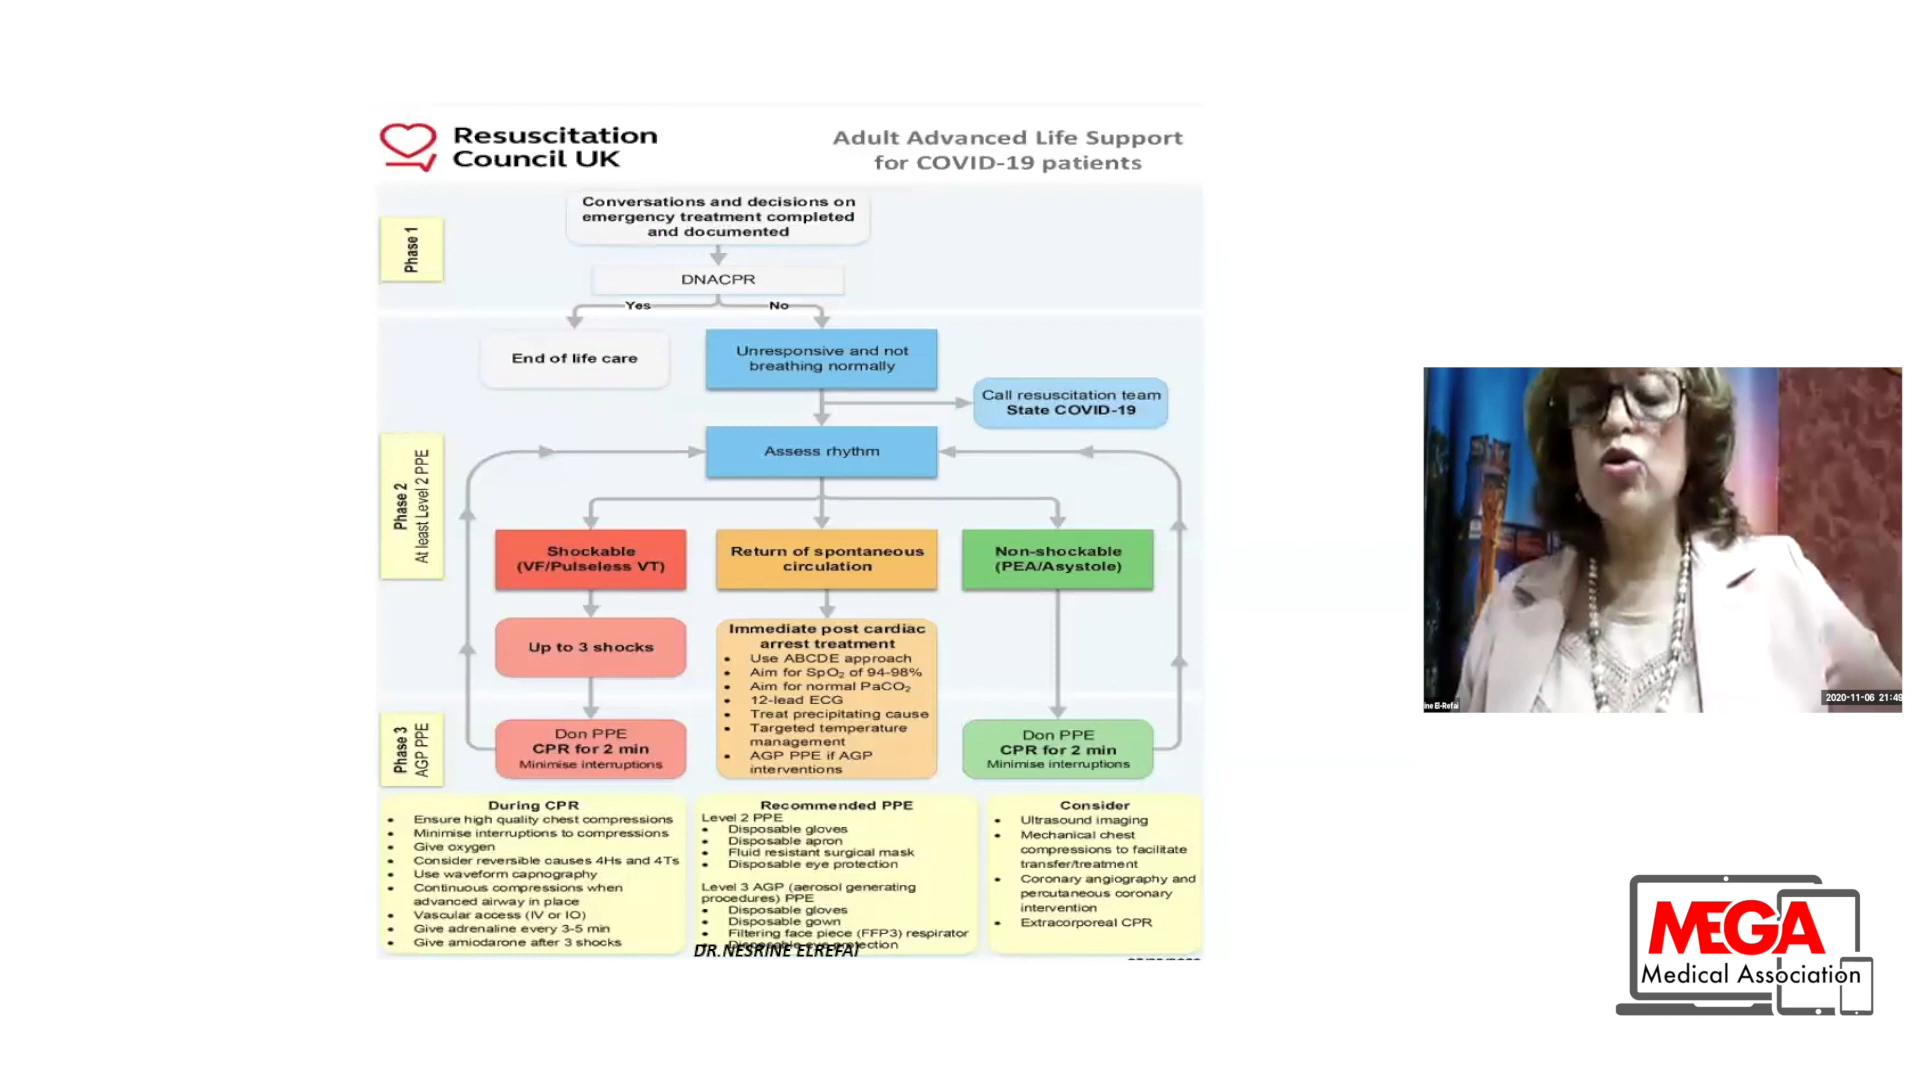 Resuscitation
Council UK
Adult Advanced Life Support
for COVID-19 patients
Phase 1
Conversations and decisions on
emergency treatment completed
and documented
DNACPR
Yes
No
End of life care
Unresponsive and not
breathing normally
Call resuscitation team
State COVID-19
Phase 2
At least Level 2 PPE
Assess rhythm
Shockable
(VF/Pulseless VT)
Return of spontaneous
circulation
Non-shockable
(PEA/Asystole)
Up to 3 shocks
Immediate post cardiac
arrest treatment
• Use ABCDE approach
• Aim for SpO₂ of 94-98%
• Aim for normal PaCO₂
• 12-lead ECG
• Treat precipitating cause
• Targeted temperature
management
• AGP PPE if AGP
interventions
Phase 3
AGP PPE
Don PPE
CPR for 2 min
Minimise interruptions
Don PPE
CPR for 2 min
Minimise interruptions
During CPR
• Ensure high quality chest compressions
• Minimise interruptions to compressions
• Give oxygen
• Consider reversible causes 4Hs and 4Ts
• Use waveform capnography
• Continuous compressions when
advanced airway in place
• Vascular access (IV or IO)
• Give adrenaline every 3-5 min
• Give amiodarone after 3 shocks
Recommended PPE
Level 2 PPE
• Disposable gloves
• Disposable apron
• Fluid resistant surgical mask
• Disposable eye protection
Level 3 AGP (aerosol generating
procedures) PPE
• Disposable gloves
• Disposable gown
• Filtering face piece (FFP3) respirator
• Disposable eye protection
DR.NESRINE ELREFAI
Consider
• Ultrasound imaging
• Mechanical chest
compressions to facilitate
transfer/treatment
• Coronary angiography and
percutaneous coronary
intervention
• Extracorporeal CPR
ine El-Refai
2020-11-06 21:49
MEGA
Medical Association